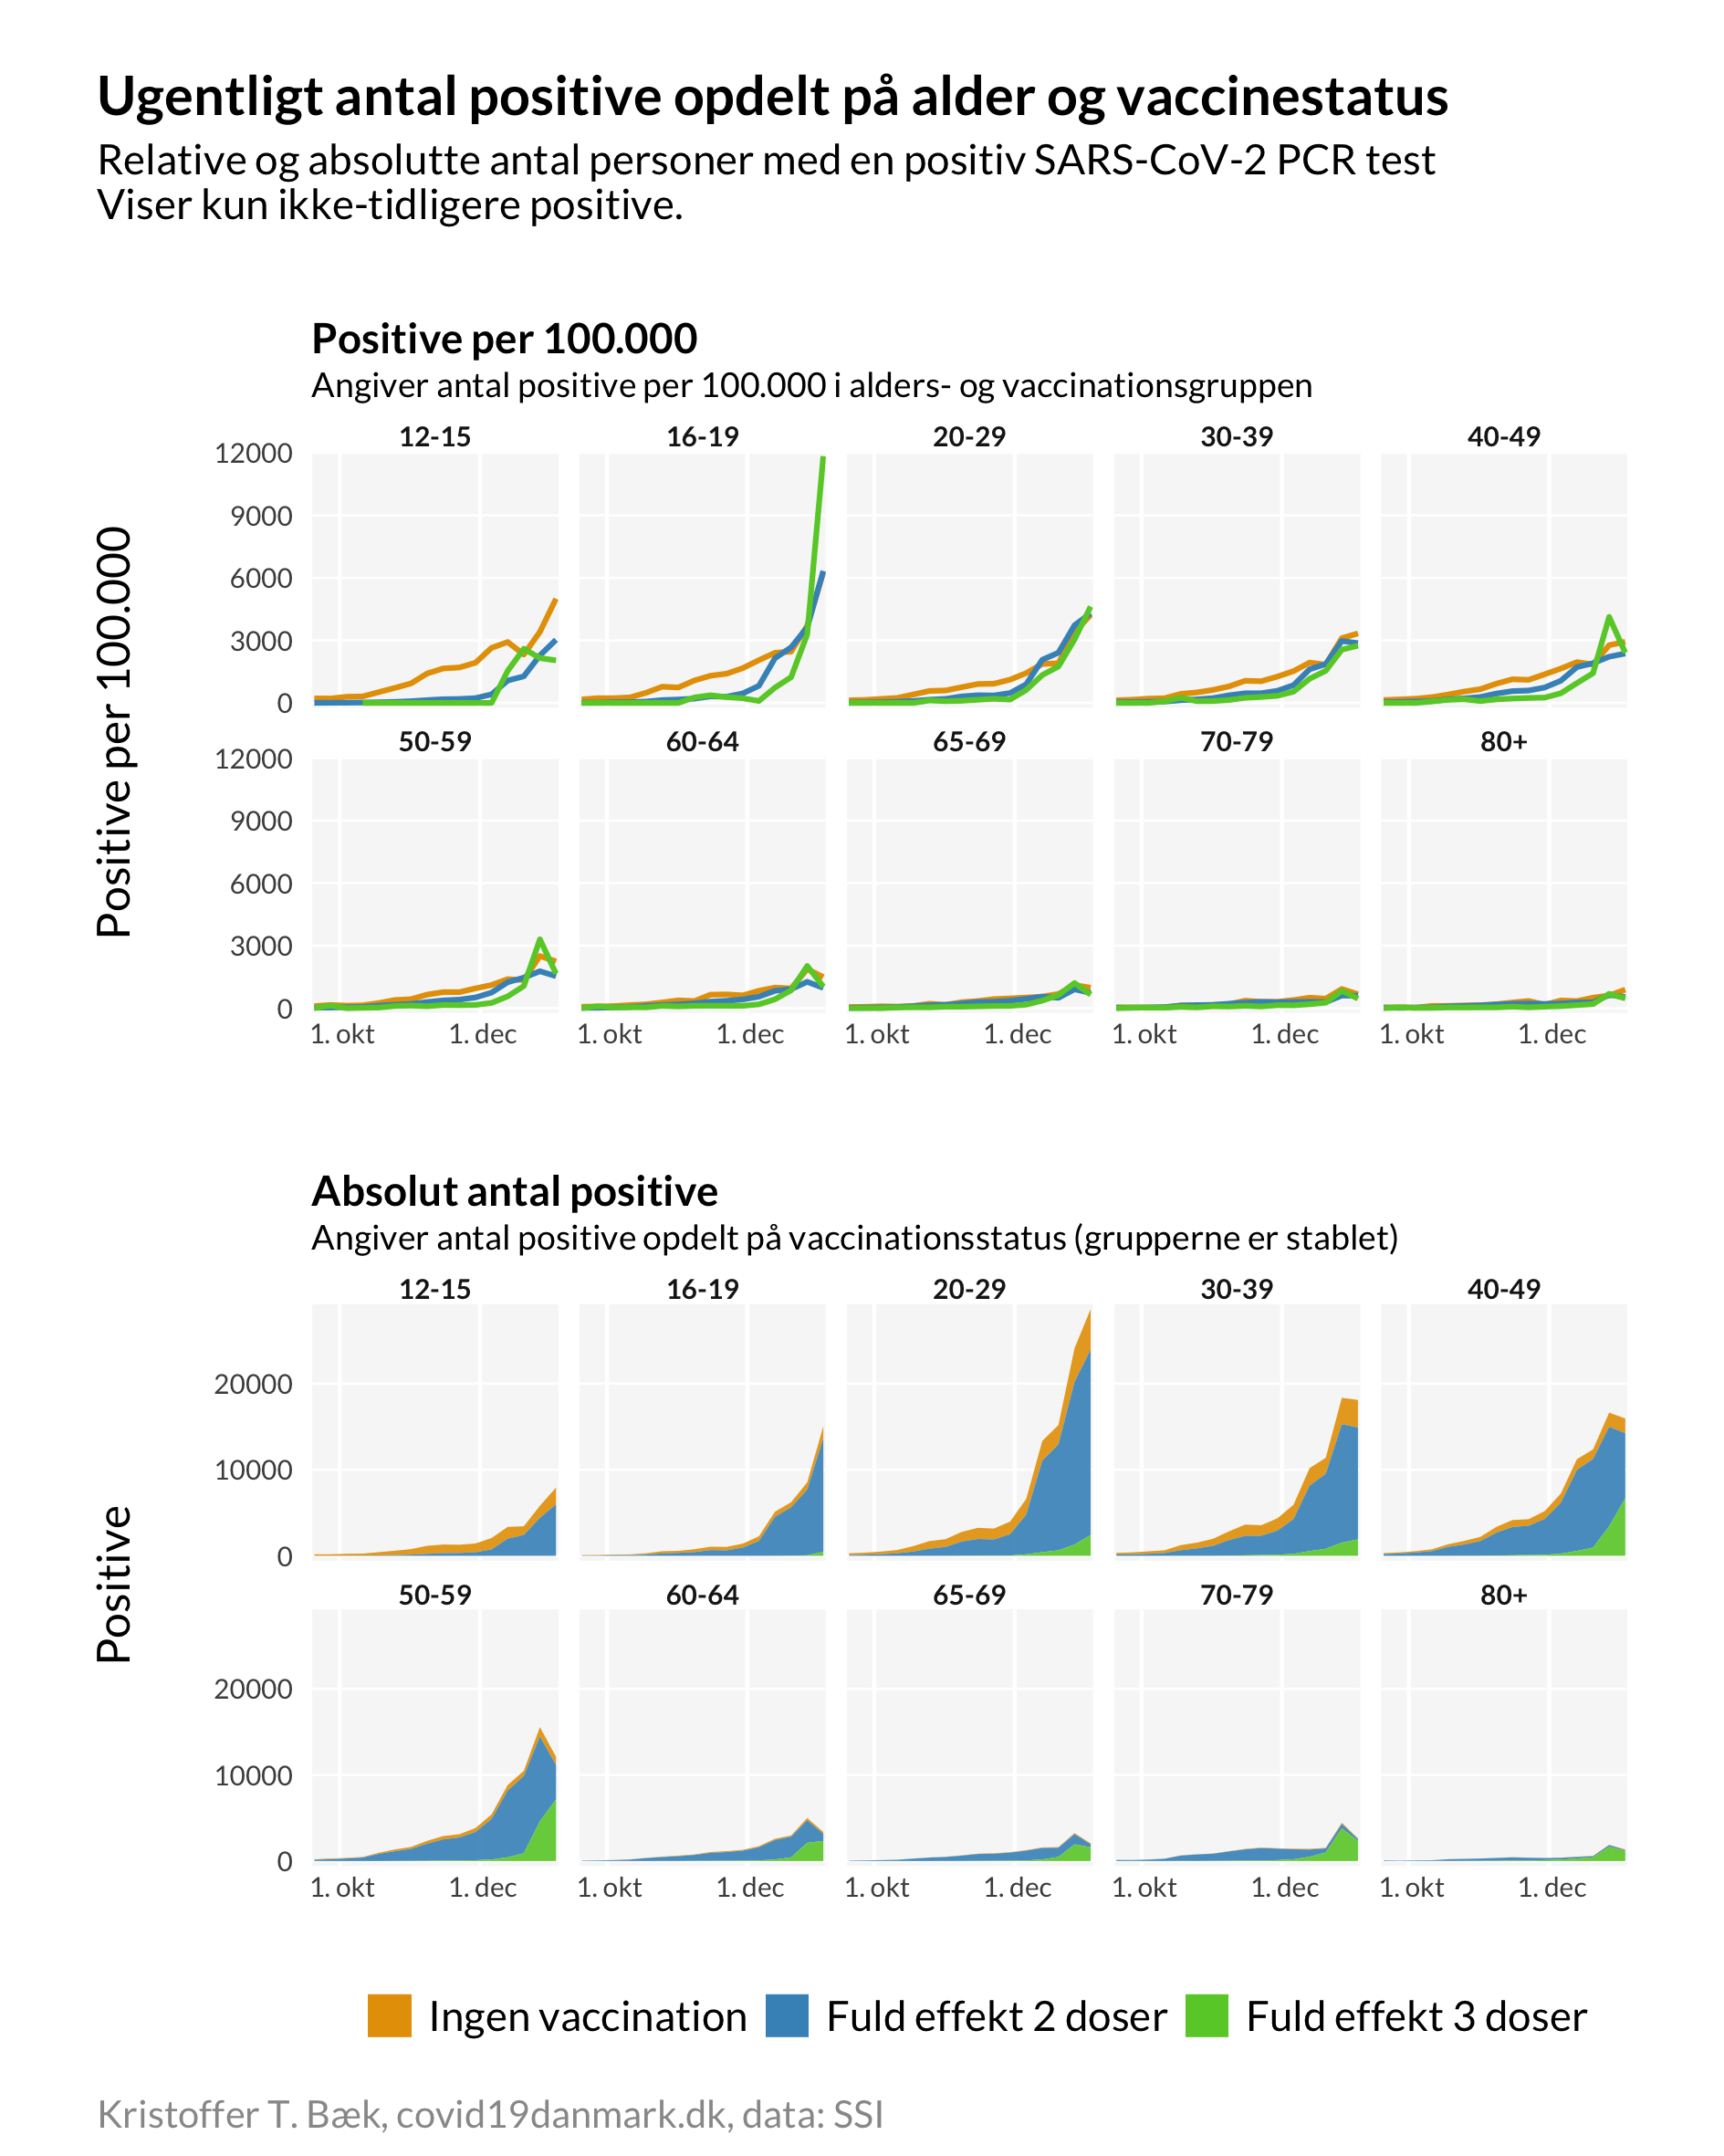 Ugentligt antal positive opdelt på alder og vaccinestatus
Relative og absolutte antal personer med en positiv SARS-CoV-2 PCR test
Viser kun ikke-tidligere positive.
Positive per 100.000
Angiver antal positive per 100.000 i alders- og vaccinationsgruppen
Positive per 100.000
12-15 16-19 20-29 30-39 40-49
12000
9000
6000
3000
0
50-59 60-64 65-69 70-79 80+
12000
9000
6000
3000
0
1. okt 1. dec 1. okt 1. dec 1. okt 1. dec 1. okt 1. dec 1. okt 1. dec
Absolut antal positive
Angiver antal positive opdelt på vaccinationsstatus (grupperne er stablet)
Positive
12-15 16-19 20-29 30-39 40-49
20000
10000
0
50-59 60-64 65-69 70-79 80+
20000
10000
0
1. okt 1. dec 1. okt 1. dec 1. okt 1. dec 1. okt 1. dec 1. okt 1. dec
Ingen vaccination Fuld effekt 2 doser Fuld effekt 3 doser
Kristoffer T. Bæk, covid19danmark.dk, data: SSI